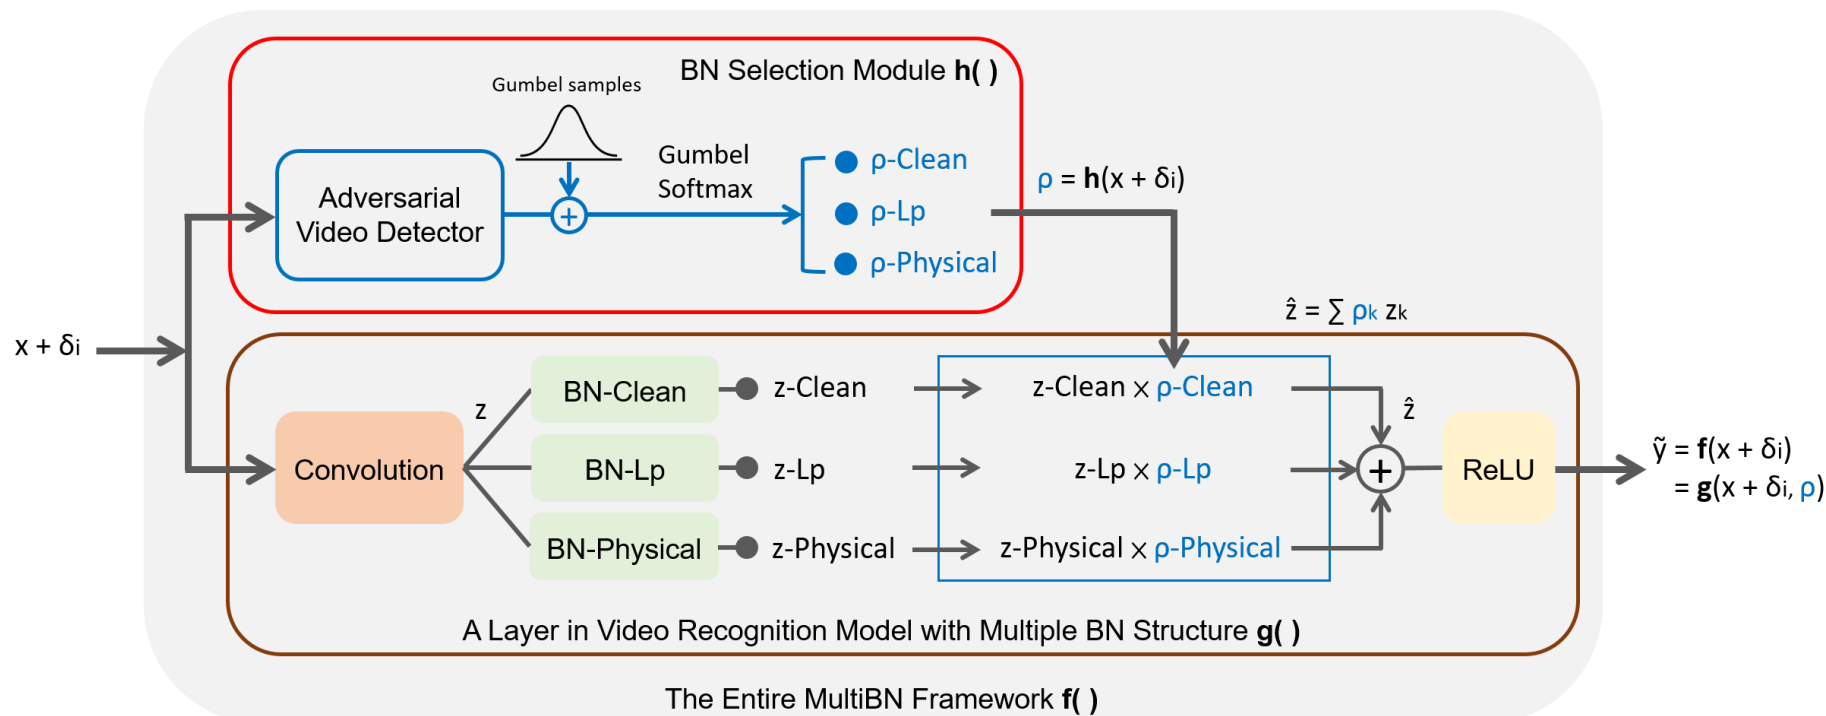 BN Selection Module h( )
Gumbel samples
Gumbel
Softmax
Adversarial
Video Detector
+
ρ-Clean
ρ-Lp
ρ-Physical
ρ = h(x + δi)
x + δi
ẑ = ∑ ρk zk
Convolution
z
BN-Clean
z-Clean
z-Clean × ρ-Clean
BN-Lp
z-Lp
z-Lp × ρ-Lp
BN-Physical
z-Physical
z-Physical × ρ-Physical
ẑ
+
ReLU
ỹ = f(x + δi)
= g(x + δi, ρ)
A Layer in Video Recognition Model with Multiple BN Structure g( )
The Entire MultiBN Framework f( )